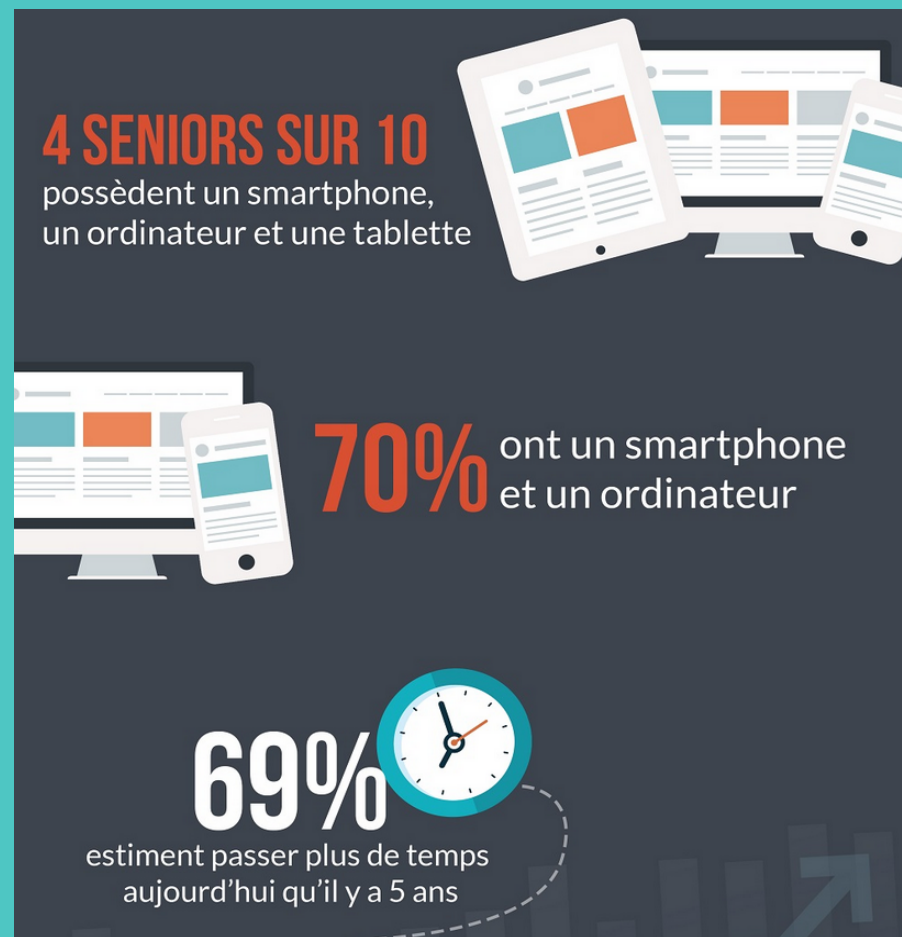 4 SENIORS SUR 10
possèdent un smartphone,
un ordinateur et une tablette
70% ont un smartphone
et un ordinateur
69%
estiment passer plus de temps
aujourd’hui qu’il y a 5 ans